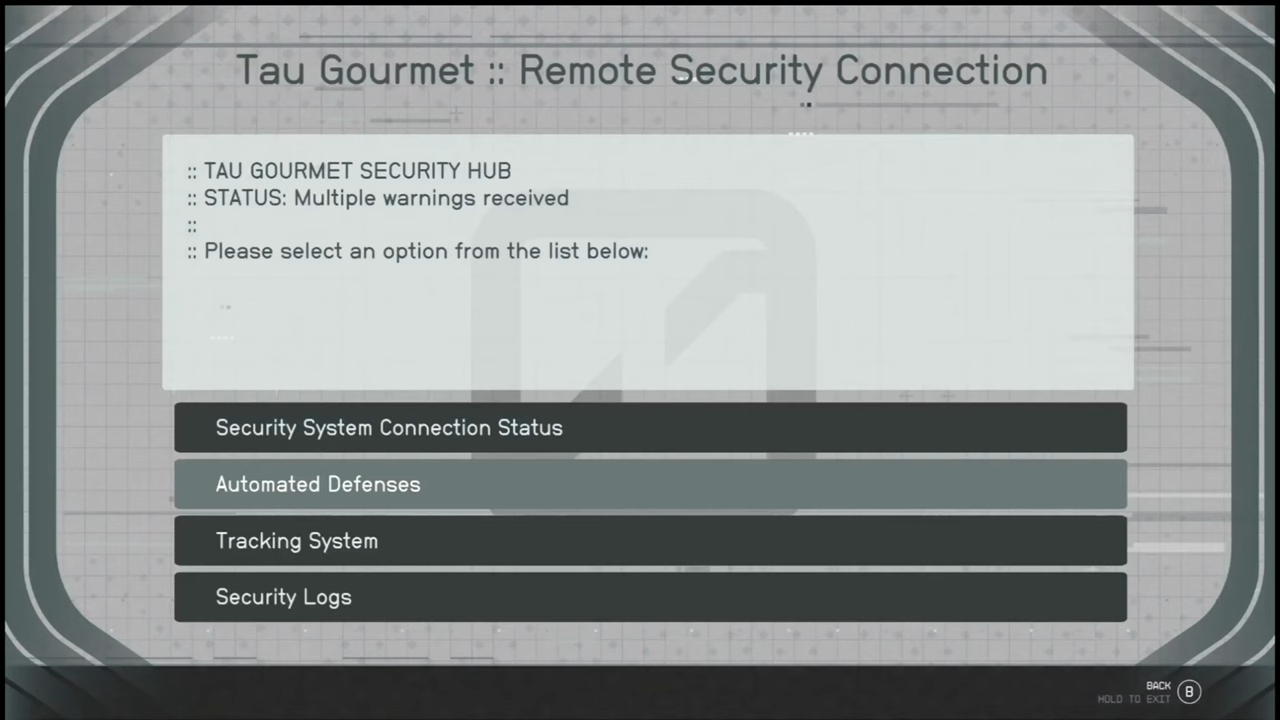 Tau Gourmet :: Remote Security Connection
:: TAU GOURMET SECURITY HUB
:: STATUS: Multiple warnings received
::
:: Please select an option from the list below:
Security System Connection Status
Automated Defenses
Tracking System
Security Logs
BACK
HOLD TO EXIT
B